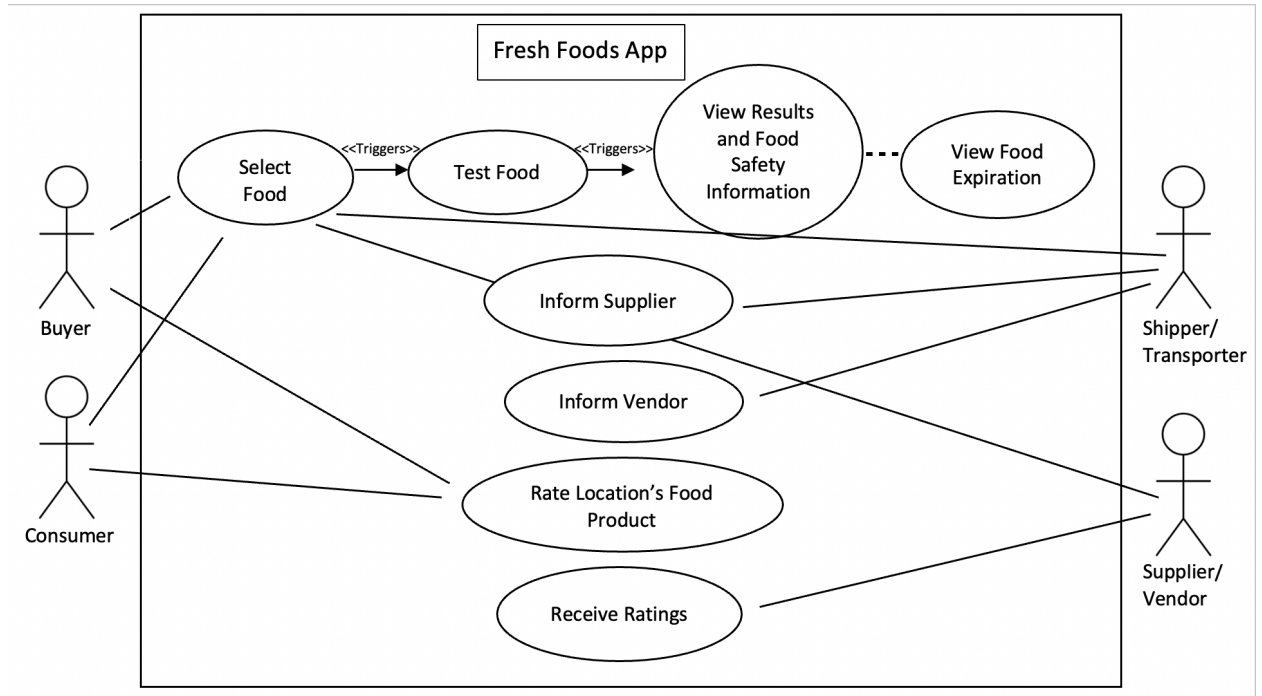 Fresh Foods App
Select
Food
<<Triggers>>
Test Food
<<Triggers>>
View Results
and Food
Safety
Information
View Food
Expiration
Buyer
Inform Supplier
Shipper/
Transporter
Inform Vendor
Consumer
Rate Location's Food
Product
Supplier/
Vendor
Receive Ratings